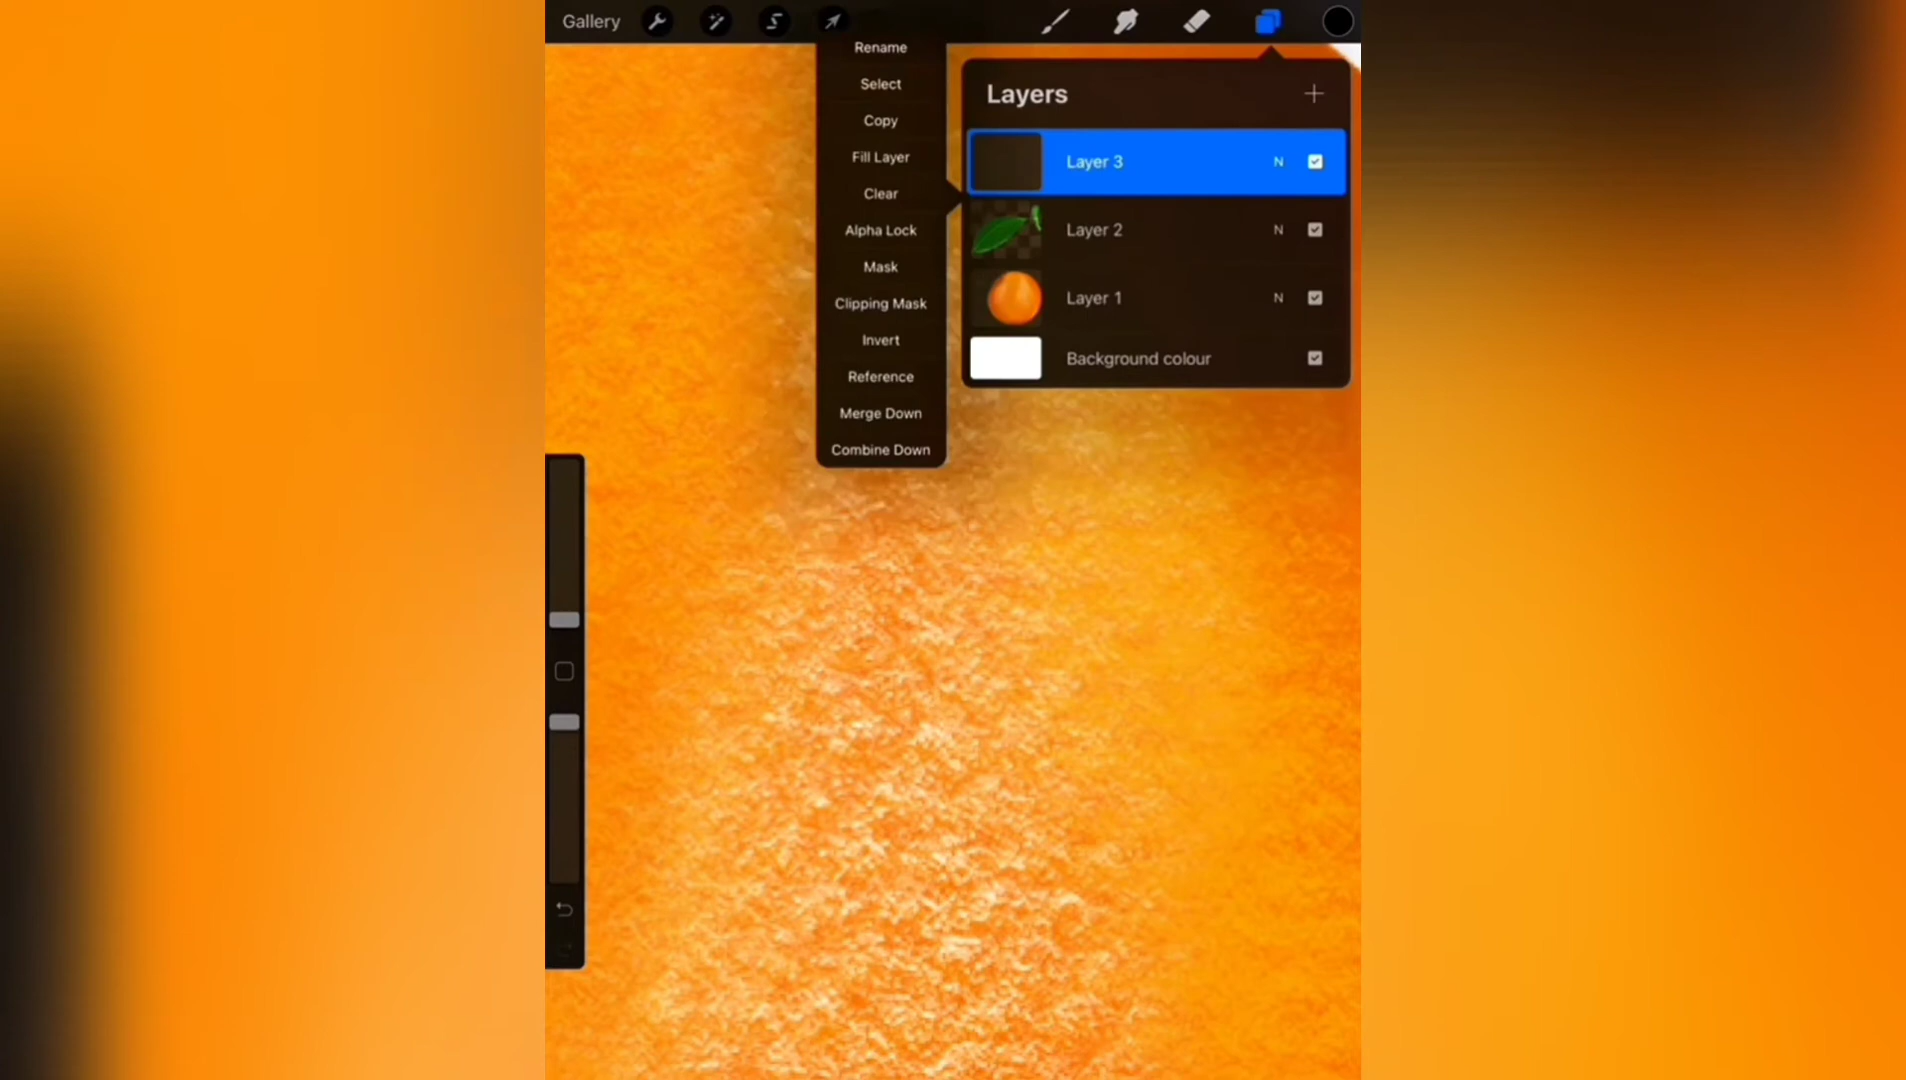 Gallery
Rename
Select
Copy
Fill Layer
Clear
Alpha Lock
Mask
Clipping Mask
Invert
Reference
Merge Down
Combine Down
Layers
Layer 3 N
Layer 2 N
Layer 1 N
Background colour